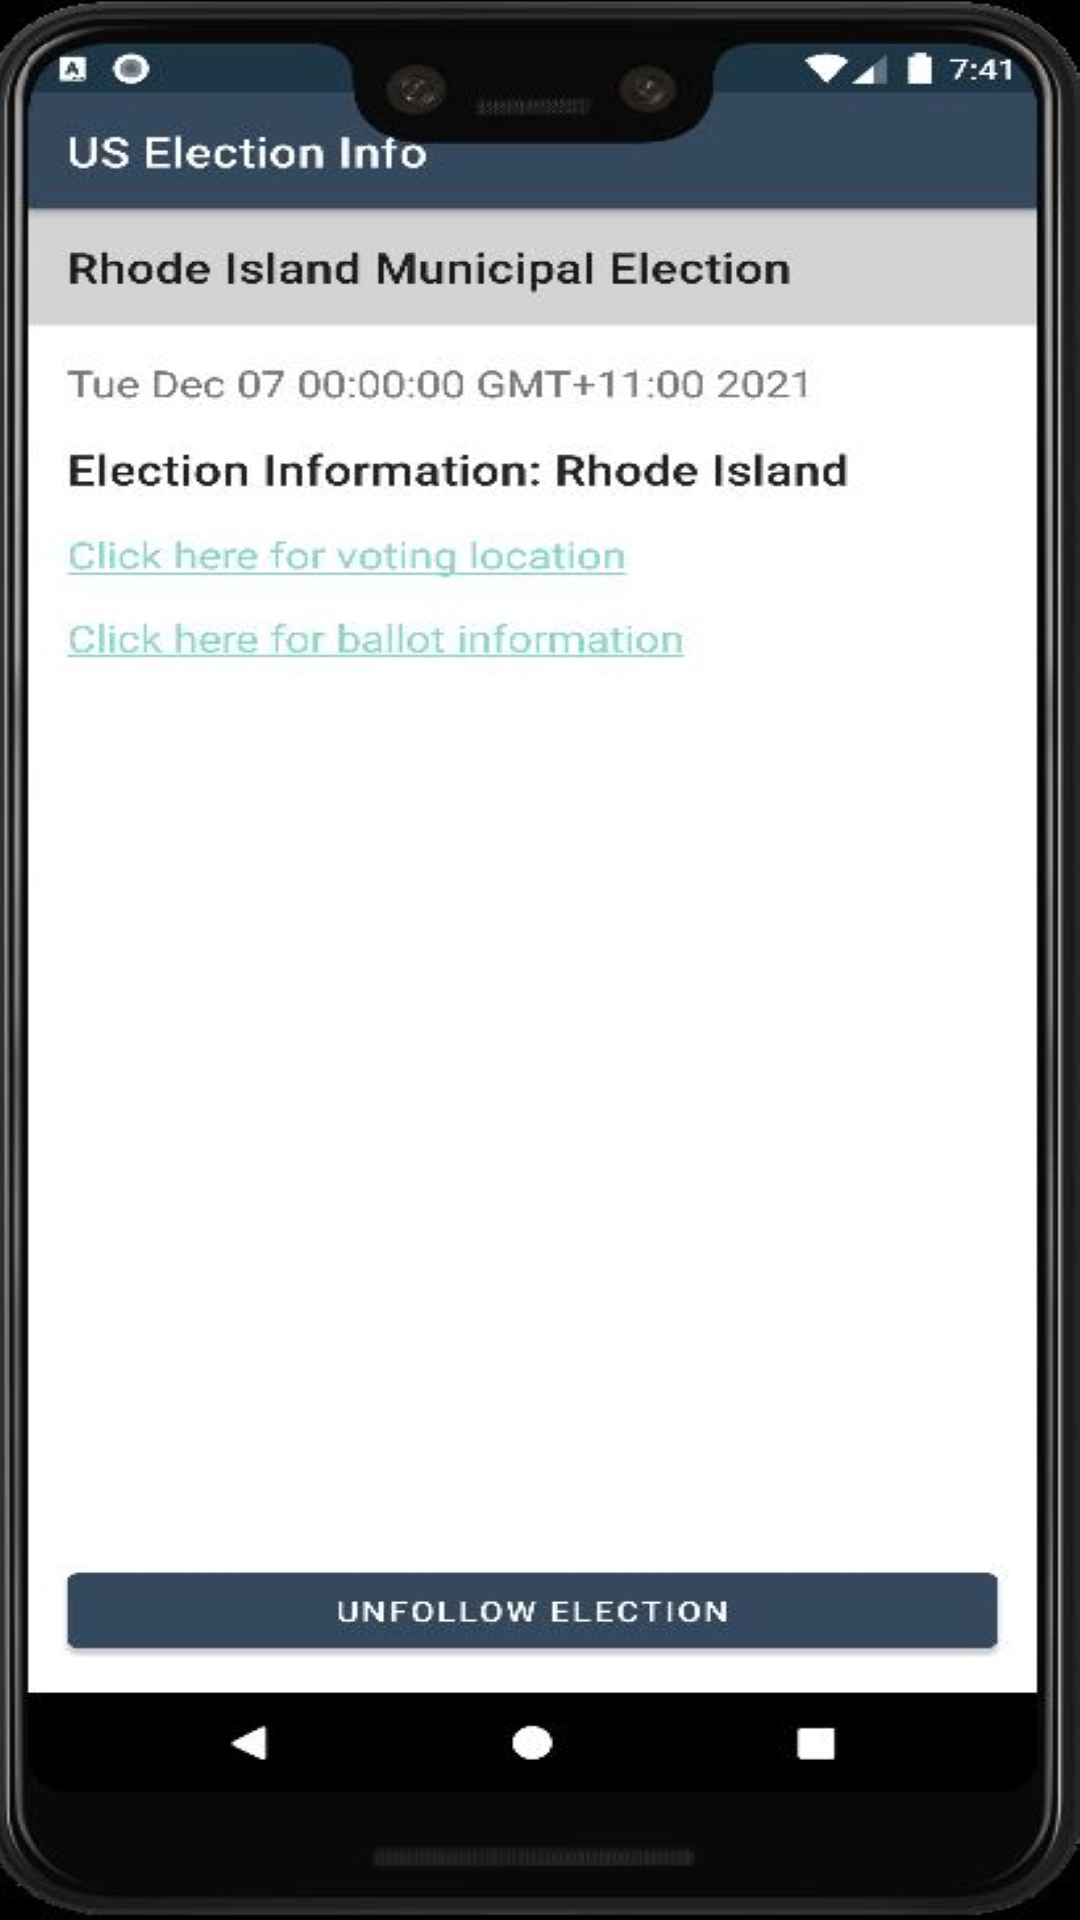 7:41
US Election Info
Rhode Island Municipal Election
Tue Dec 07 00:00:00 GMT+11:00 2021
Election Information: Rhode Island
Click here for voting location
Click here for ballot information
UNFOLLOW ELECTION